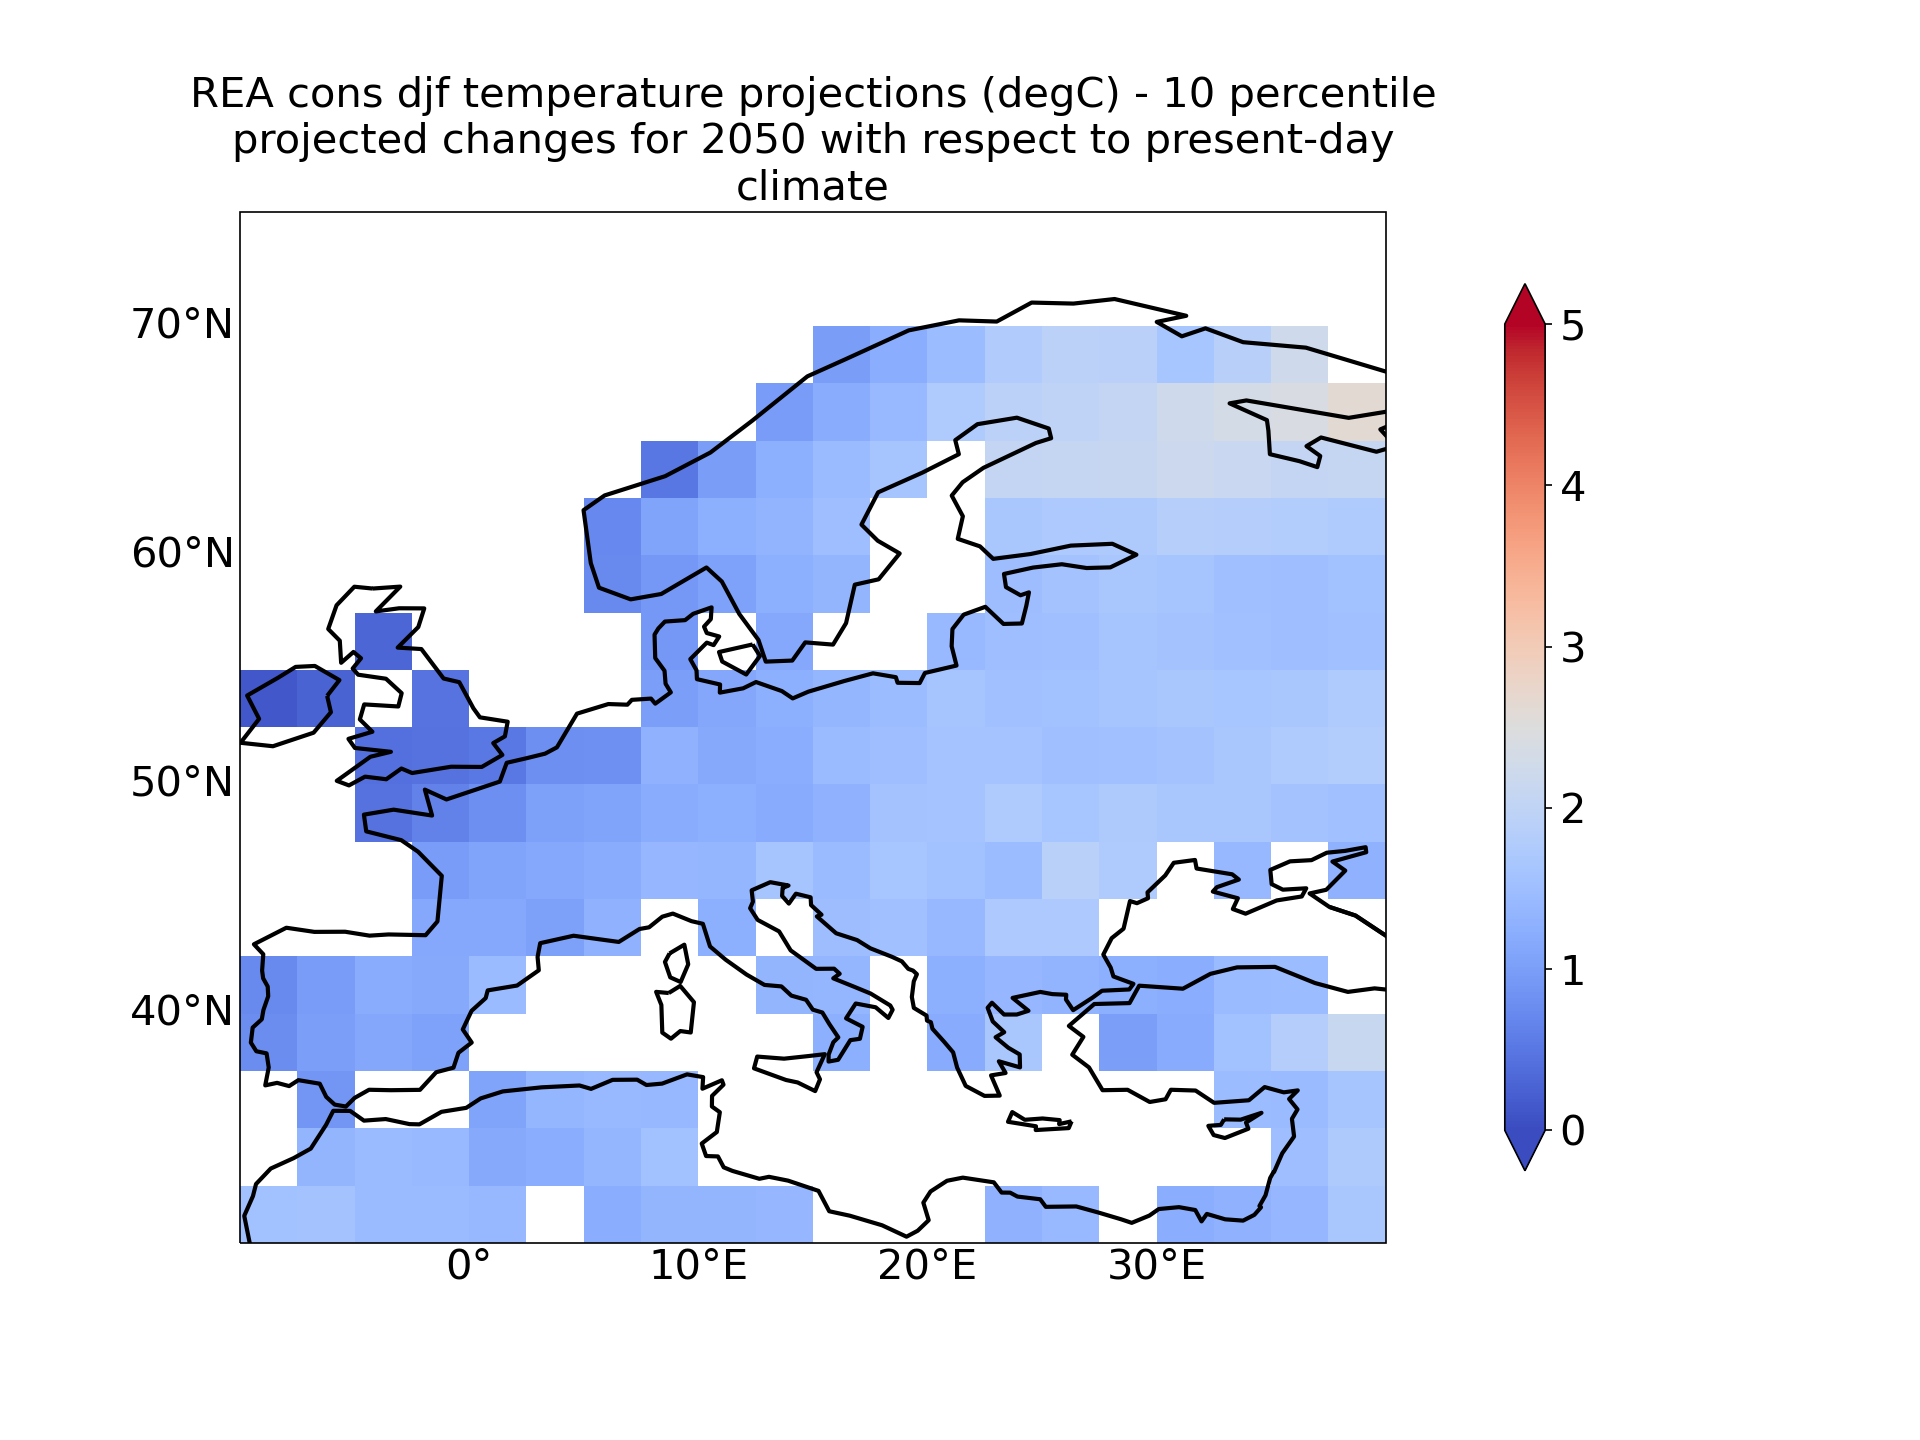 REA cons djf temperature projections (degC) - 10 percentile
projected changes for 2050 with respect to present-day
climate
70°N
60°N
50°N
40°N
0°
10°E
20°E
30°E
5
4
3
2
1
0